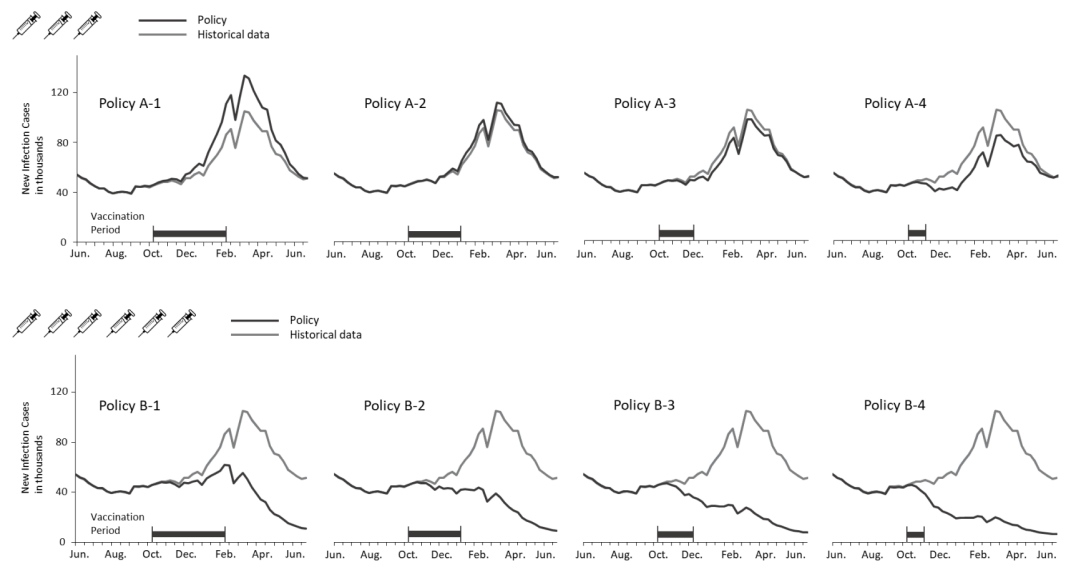 Policy
Historical data
New Infection Cases
in thousands
120
80
40
0
Policy A-1
Policy A-2
Policy A-3
Policy A-4
Vaccination
Period
Jun. Aug. Oct. Dec. Feb. Apr. Jun.
Jun. Aug. Oct. Dec. Feb. Apr. Jun.
Jun. Aug. Oct. Dec. Feb. Apr. Jun.
Jun. Aug. Oct. Dec. Feb. Apr. Jun.
Policy
Historical data
New Infection Cases
in thousands
120
80
40
0
Policy B-1
Policy B-2
Policy B-3
Policy B-4
Vaccination
Period
Jun. Aug. Oct. Dec. Feb. Apr. Jun.
Jun. Aug. Oct. Dec. Feb. Apr. Jun.
Jun. Aug. Oct. Dec. Feb. Apr. Jun.
Jun. Aug. Oct. Dec. Feb. Apr. Jun.